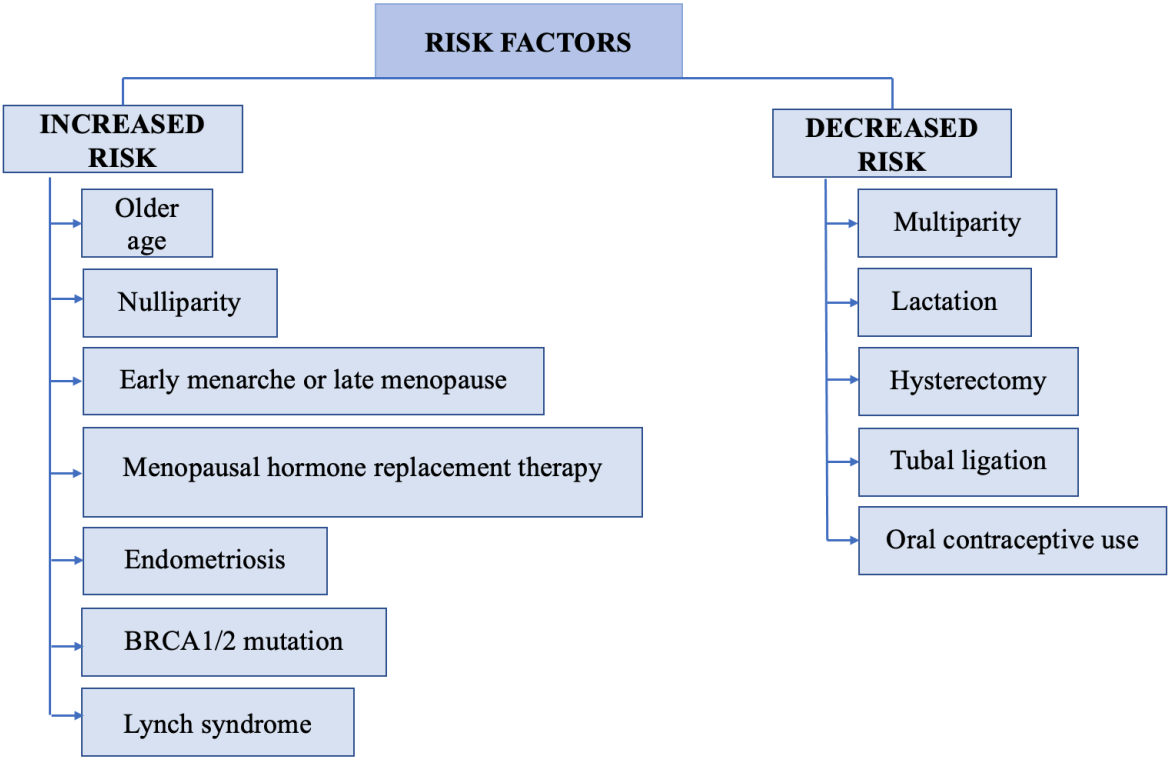 RISK FACTORS
INCREASED
RISK
Older
age
Nulliparity
Early menarche or late menopause
Menopausal hormone replacement therapy
Endometriosis
BRCA1/2 mutation
Lynch syndrome
DECREASED
RISK
Multiparity
Lactation
Hysterectomy
Tubal ligation
Oral contraceptive use